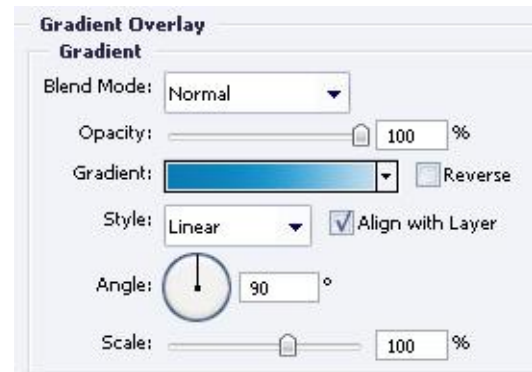 Gradient Overlay
Gradient
Blend Mode: Normal
Opacity: 100 %
Gradient: Reverse
Style: Linear Align with Layer
Angle: 90 °
Scale: 100 %